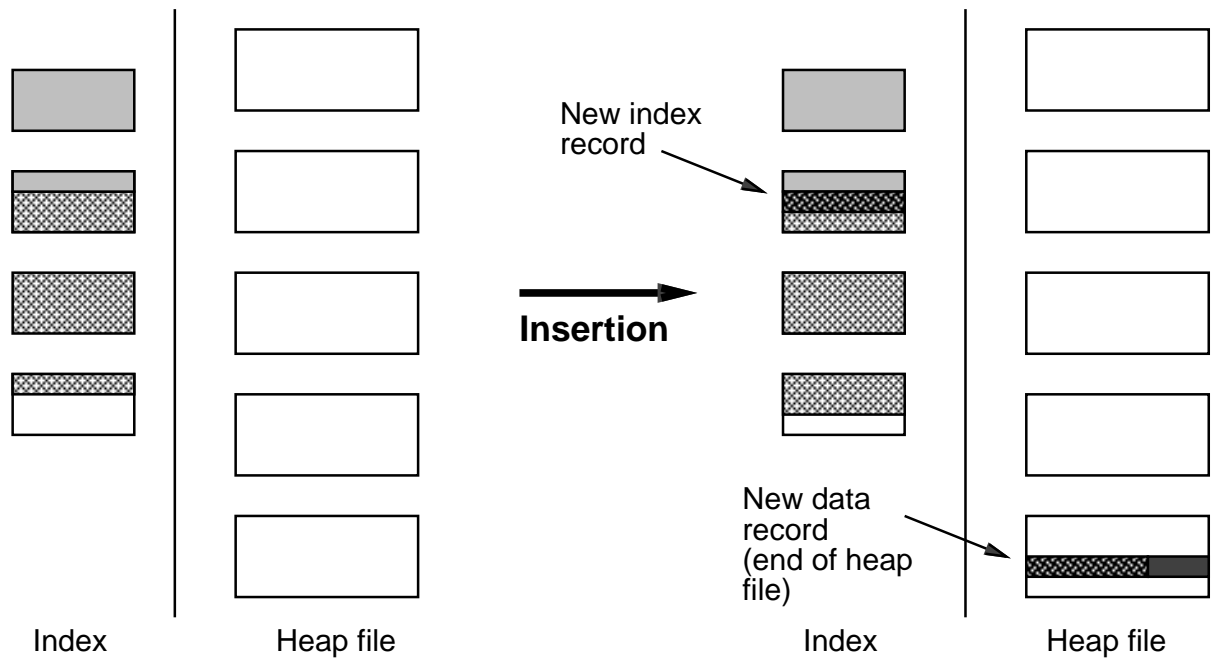 New index
record
Insertion
New data
record
(end of heap
file)
Index
Heap file
Index
Heap file